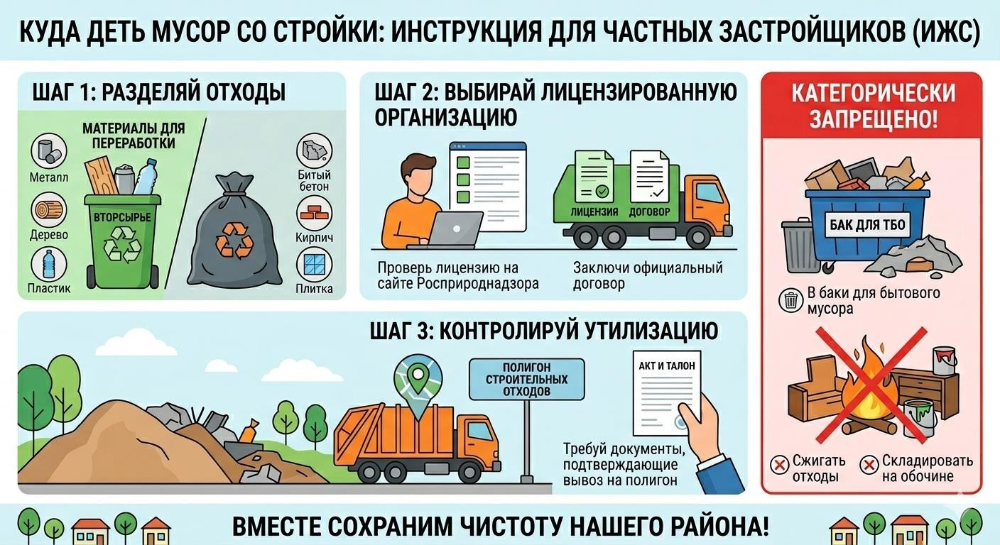 КУДА ДЕТЬ МУСОР СО СТРОЙКИ: ИНСТРУКЦИЯ ДЛЯ ЧАСТНЫХ ЗАСТРОЙЩИКОВ (ИЖС)
ШАГ 1: РАЗДЕЛЯЙ ОТХОДЫ
МАТЕРИАЛЫ ДЛЯ
ПЕРЕРАБОТКИ
Металл
Дерево
Пластик
ВТОРСЫРЬЕ
Битый
бетон
Кирпич
Плитка
ШАГ 2: ВЫБИРАЙ ЛИЦЕНЗИРОВАННУЮ
ОРГАНИЗАЦИЮ
ЛИЦЕНЗИЯ
ДОГОВОР
Проверь лицензию на
сайте Росприроднадзора
Заключи официальный
договор
ШАГ 3: КОНТРОЛИРУЙ УТИЛИЗАЦИЮ
ПОЛИГОН
СТРОИТЕЛЬНЫХ
ОТХОДОВ
АКТ И ТАЛОН
Требуй документы,
подтверждающие
вывоз на полигон
КАТЕГОРИЧЕСКИ
ЗАПРЕЩЕНО!
БАК ДЛЯ ТБО
В баки для бытового
мусора
Сжигать
отходы
Складировать
на обочине
ВМЕСТЕ СОХРАНИМ ЧИСТОТУ НАШЕГО РАЙОНА!